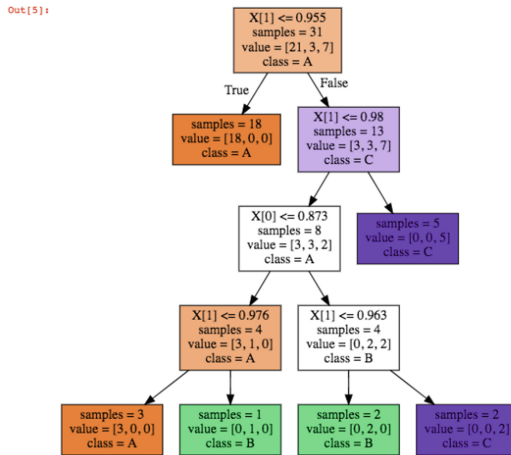 Out[5]:
X[1] <= 0.955
samples = 31
value = [21, 3, 7]
class = A
True
False
samples = 18
value = [18, 0, 0]
class = A
X[1] <= 0.98
samples = 13
value = [3, 3, 7]
class = C
X[0] <= 0.873
samples = 8
value = [3, 3, 2]
class = A
samples = 5
value = [0, 0, 5]
class = C
X[1] <= 0.976
samples = 4
value = [3, 1, 0]
class = A
X[1] <= 0.963
samples = 4
value = [0, 2, 2]
class = B
samples = 3
value = [3, 0, 0]
class = A
samples = 1
value = [0, 1, 0]
class = B
samples = 2
value = [0, 2, 0]
class = B
samples = 2
value = [0, 0, 2]
class = C